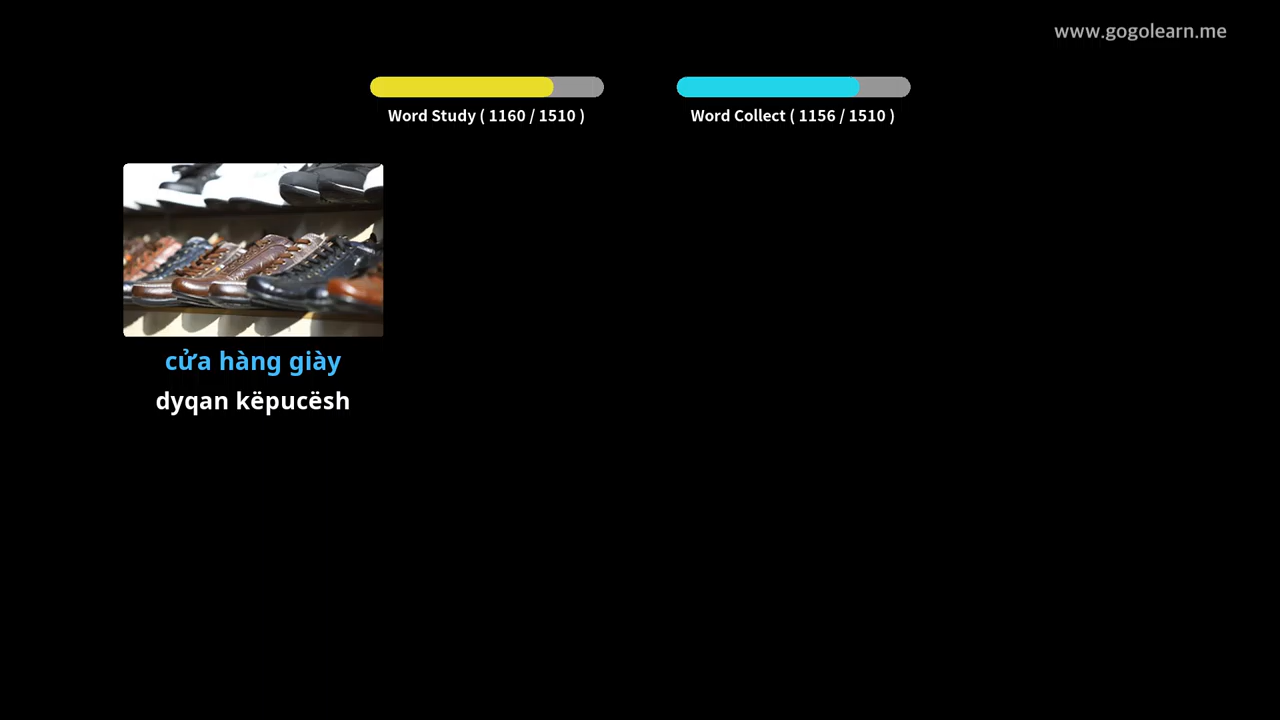 www.gogolearn.me
Word Study ( 1160 / 1510 )
Word Collect ( 1156 / 1510 )
cửa hàng giày
dyqan këpucësh